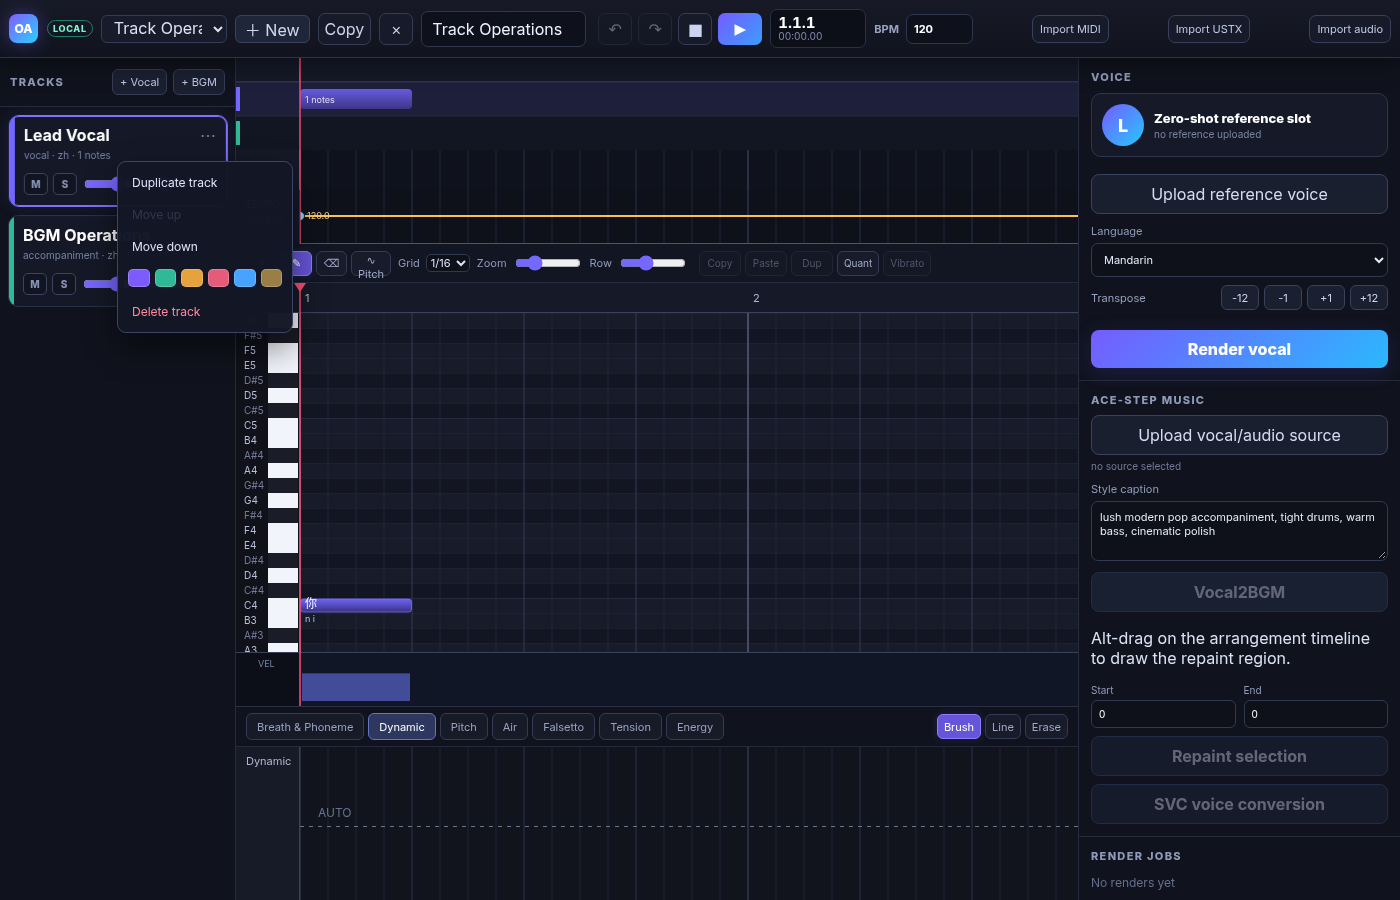 OA
LOCAL
Track Opera
+ New
Copy
×
Track Operations
1.1.1
00:00.00
BPM
120
Import MIDI
Import USTX
Import audio
TRACKS
+ Vocal
+ BGM
Lead Vocal
...
vocal · zh · 1 notes
M
S
BGM Operat
accompaniment · zh
M
S
Duplicate track
Move up
Move down
Delete track
1 notes
120.0
Pitch
Grid
1/16
Zoom
Row
Copy
Paste
Dup
Quant
Vibrato
1
2
F#5
F5
E5
D#5
D5
C#5
C5
B4
A#4
A4
G#4
G4
F#4
F4
E4
D#4
D4
C#4
C4
B3
A#3
A3
你
n i
VEL
Breath & Phoneme
Dynamic
Pitch
Air
Falsetto
Tension
Energy
Brush
Line
Erase
Dynamic
AUTO
VOICE
L
Zero-shot reference slot
no reference uploaded
Upload reference voice
Language
Mandarin
Transpose
-12
-1
+1
+12
Render vocal
ACE-STEP MUSIC
Upload vocal/audio source
no source selected
Style caption
lush modern pop accompaniment, tight drums, warm
bass, cinematic polish
Vocal2BGM
Alt-drag on the arrangement timeline
to draw the repaint region.
Start
End
0
0
Repaint selection
SVC voice conversion
RENDER JOBS
No renders yet